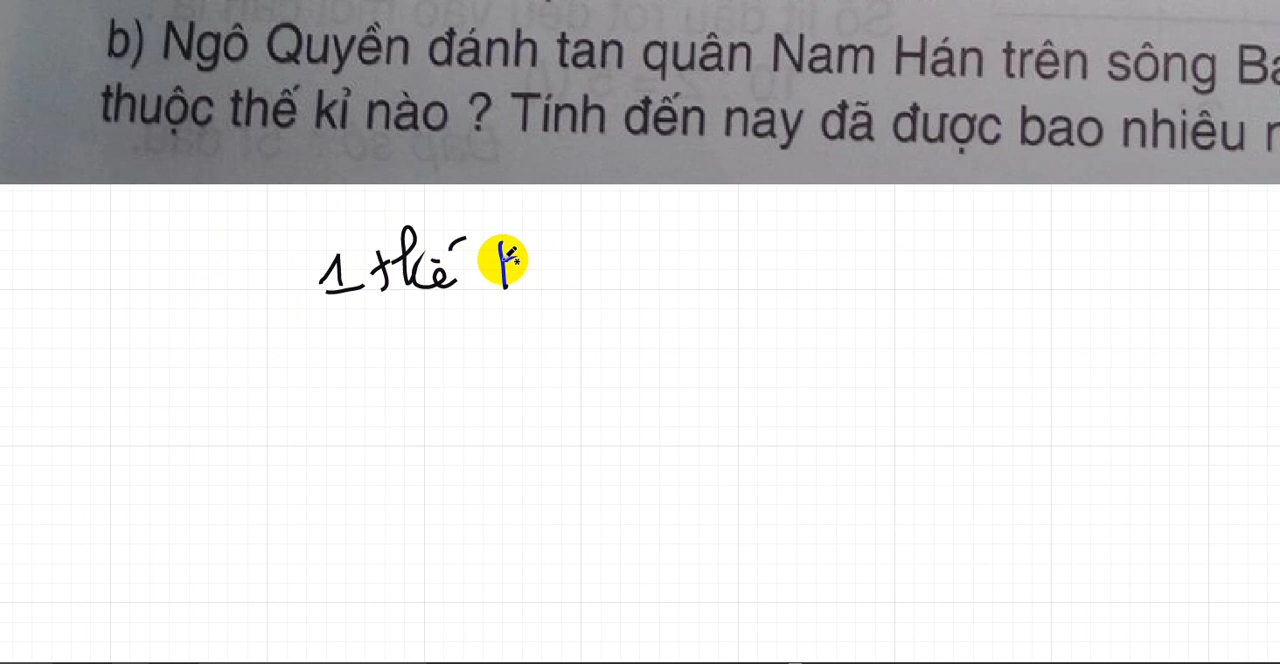 b) Ngô Quyền đánh tan quân Nam Hán trên sông
thuộc thế kỉ nào ? Tính đến nay đã được bao nhiêu
1 thế